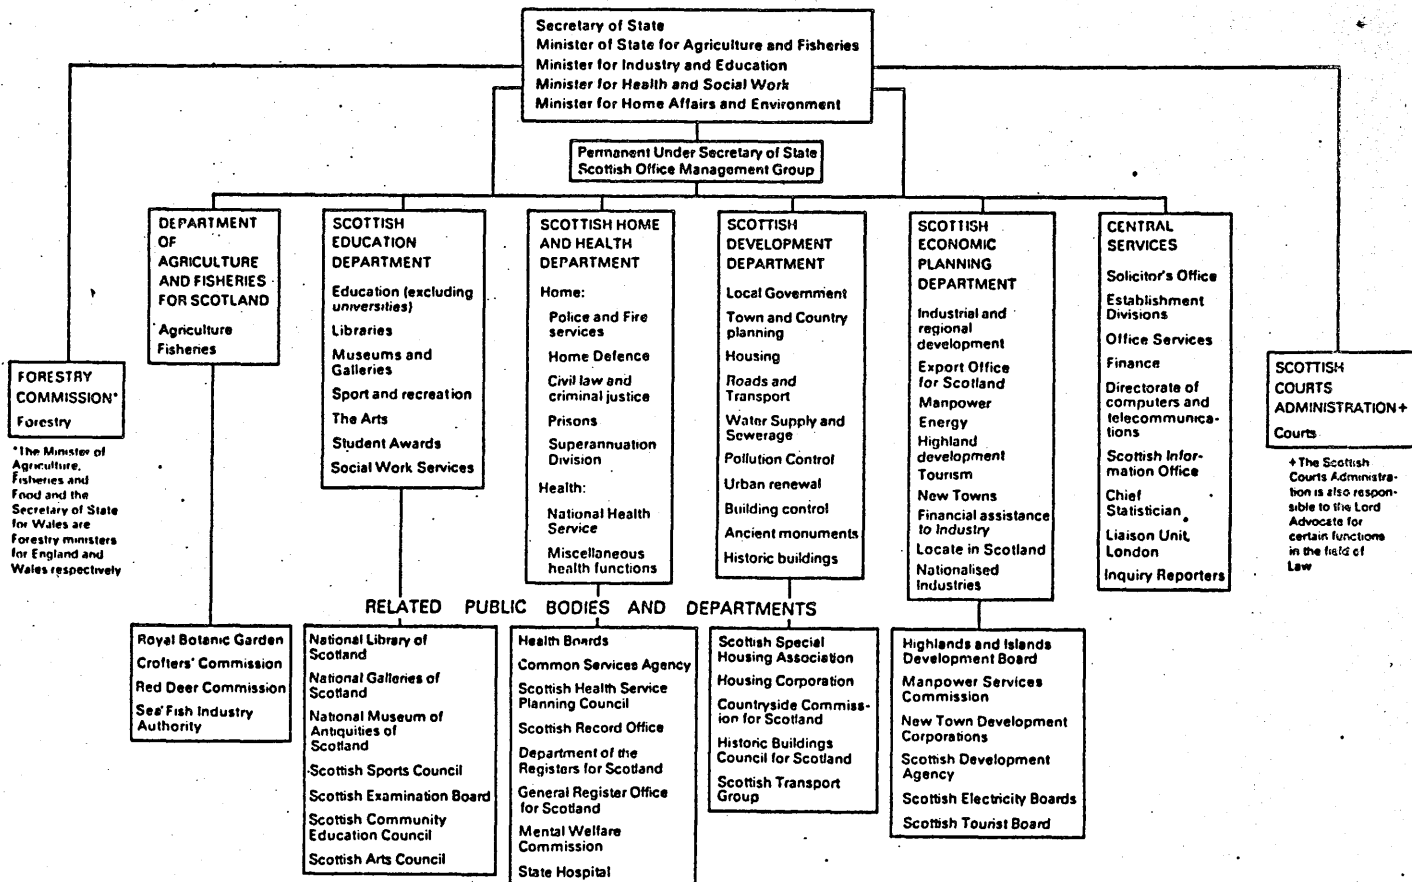 Secretary of State
Minister of State for Agriculture and Fisheries
Minister for Industry and Education
Minister for Health and Social Work
Minister for Home Affairs and Environment
Permanent Under Secretary of State
Scottish Office Management Group
FORESTRY
COMMISSION*
Forestry
*The Minister of
Agriculture,
Fisheries and
Food and the
Secretary of State
for Wales are
Forestry ministers
for England and
Wales respectively
DEPARTMENT
OF
AGRICULTURE
AND FISHERIES
FOR SCOTLAND
Agriculture
Fisheries
SCOTTISH
EDUCATION
DEPARTMENT
Education (excluding
universities)
Libraries
Museums and
Galleries
Sport and recreation
The Arts
Student Awards
Social Work Services
SCOTTISH HOME
AND HEALTH
DEPARTMENT
Home:
Police and Fire
services
Home Defence
Civil law and
criminal justice
Prisons
Superannuation
Division
Health:
National Health
Service
Miscellaneous
health functions
SCOTTISH
DEVELOPMENT
DEPARTMENT
Local Government
Town and Country
planning
Housing
Roads and
Transport
Water Supply and
Sewerage
Pollution Control
Urban renewal
Building control
Ancient monuments
Historic buildings
SCOTTISH
ECONOMIC
PLANNING
DEPARTMENT
Industrial and
regional
development
Export Office
for Scotland
Manpower
Energy
Highland
development
Tourism
New Towns
Financial assistance
to Industry
Locate in Scotland
Nationalised
Industries
CENTRAL
SERVICES
Solicitor's Office
Establishment
Divisions
Office Services
Finance
Directorate of
computers and
telecommunica-
tions
Scottish Infor-
mation Office
Chief
Statistician
Liaison Unit,
London
Inquiry Reporters
SCOTTISH
COURTS
ADMINISTRATION+
Courts
+The Scottish
Courts Administra-
tion is also respon-
sible to the Lord
Advocate for
certain functions
in the field of
Law
RELATED PUBLIC BODIES AND DEPARTMENTS
Royal Botanic Garden
Crofters' Commission
Red Deer Commission
Sea Fish Industry
Authority
National Library of
Scotland
National Galleries of
Scotland
National Museum of
Antiquities of
Scotland
Scottish Sports Council
Scottish Examination Board
Scottish Community
Education Council
Scottish Arts Council
Health Boards
Common Services Agency
Scottish Health Service
Planning Council
Scottish Record Office
Department of the
Registers for Scotland
General Register Office
for Scotland
Mental Welfare
Commission
State Hospital
Scottish Special
Housing Association
Housing Corporation
Countryside Commiss-
ion for Scotland
Historic Buildings
Council for Scotland
Scottish Transport
Group
Highlands and Islands
Development Board
Manpower Services
Commission
New Town Development
Corporations
Scottish Development
Agency
Scottish Electricity Boards
Scottish Tourist Board